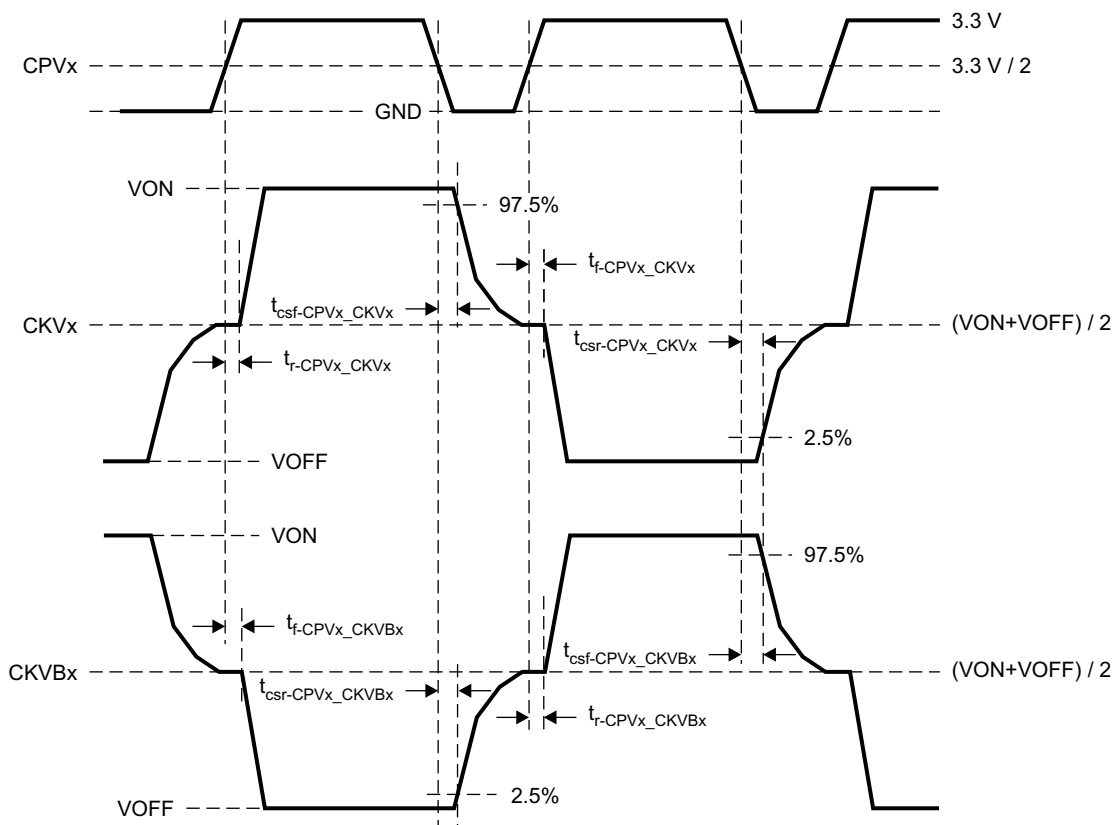 3.3 V
CPVx
3.3 V / 2
GND
VON
97.5%
tf-CPVx_CKVx
tcsf-CPVx_CKVx
CKVx
(VON+VOFF) / 2
tcsr-CPVx_CKVx
tr-CPVx_CKVx
2.5%
VOFF
VON
97.5%
tf-CPVx_CKVBx
tcsf-CPVx_CKVBx
CKVBx
(VON+VOFF) / 2
tcsr-CPVx_CKVBx
tr-CPVx_CKVBx
2.5%
VOFF